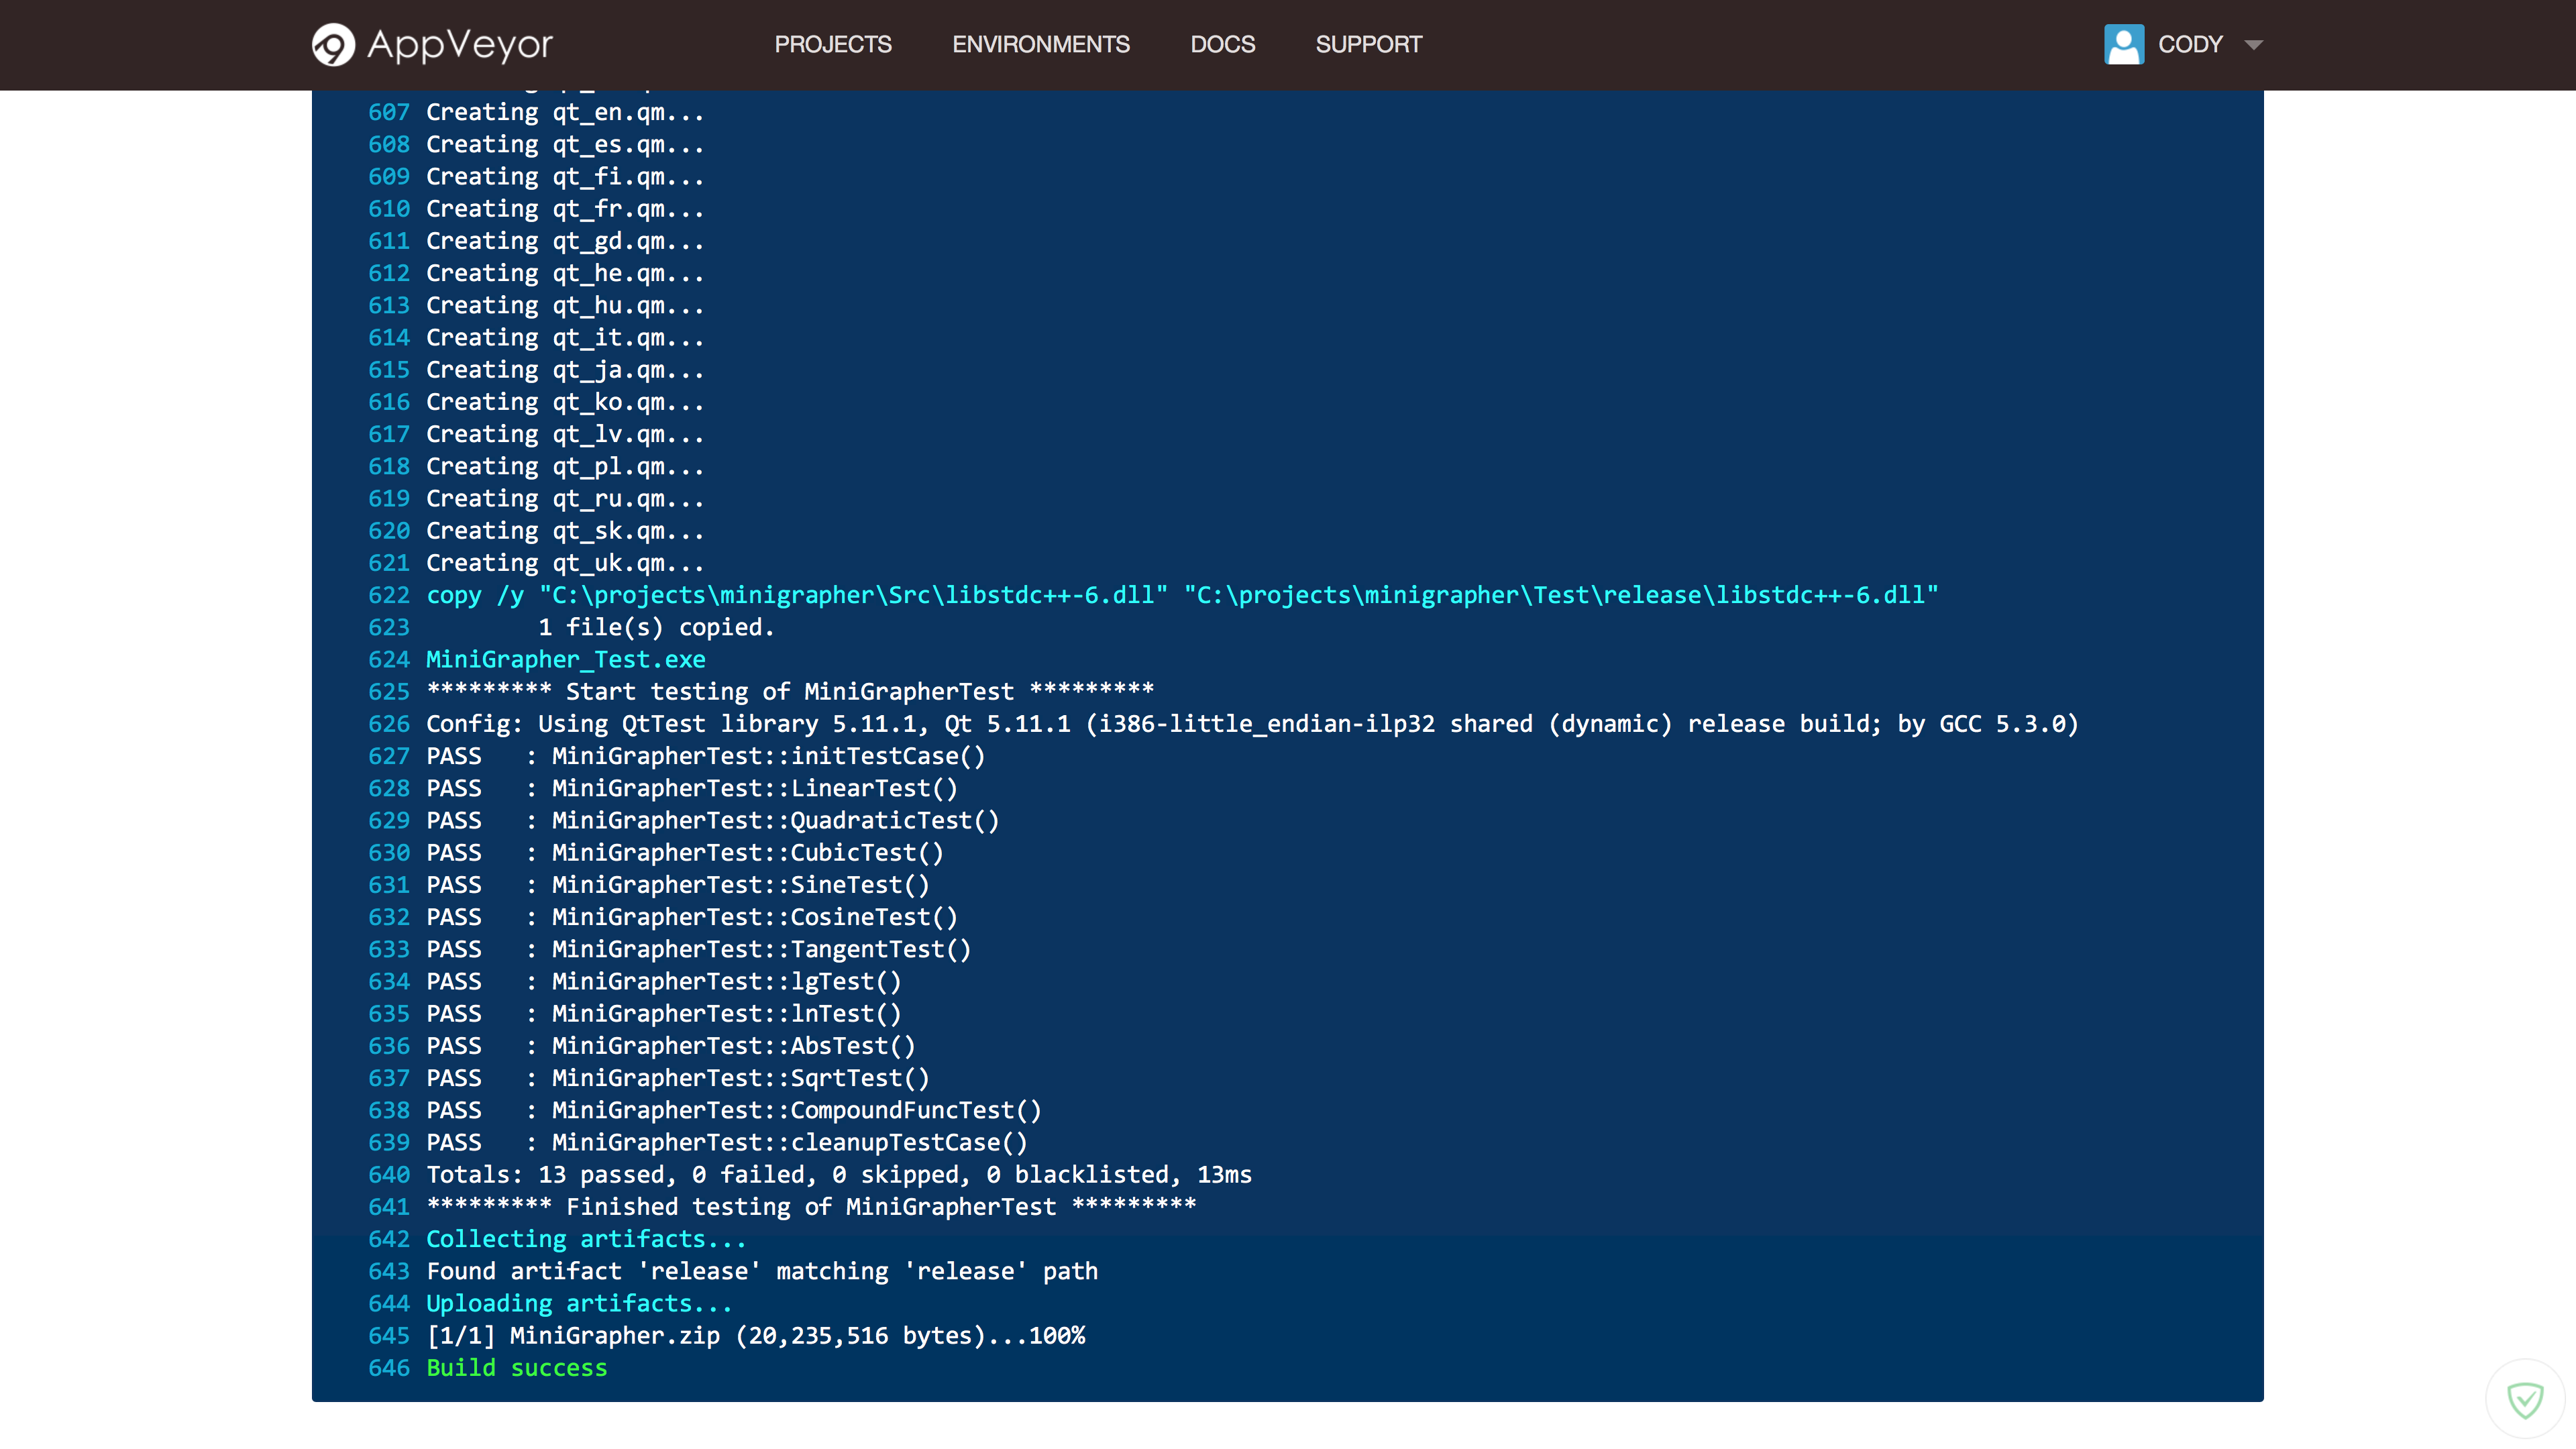 AppVeyor PROJECTS ENVIRONMENTS DOCS SUPPORT CODY
607 Creating qt_en.qm...
608 Creating qt_es.qm...
609 Creating qt_fi.qm...
610 Creating qt_fr.qm...
611 Creating qt_gd.qm...
612 Creating qt_he.qm...
613 Creating qt_hu.qm...
614 Creating qt_it.qm...
615 Creating qt_ja.qm...
616 Creating qt_ko.qm...
617 Creating qt_lv.qm...
618 Creating qt_pl.qm...
619 Creating qt_ru.qm...
620 Creating qt_sk.qm...
621 Creating qt_uk.qm...
622 copy /y "C:\projects\minigrapher\Src\libstdc++-6.dll" "C:\projects\minigrapher\Test\release\libstdc++-6.dll"
623         1 file(s) copied.
624 MiniGrapher_Test.exe
625 ********* Start testing of MiniGrapherTest *********
626 Config: Using QtTest library 5.11.1, Qt 5.11.1 (i386-little_endian-ilp32 shared (dynamic) release build; by GCC 5.3.0)
627 PASS   : MiniGrapherTest::initTestCase()
628 PASS   : MiniGrapherTest::LinearTest()
629 PASS   : MiniGrapherTest::QuadraticTest()
630 PASS   : MiniGrapherTest::CubicTest()
631 PASS   : MiniGrapherTest::SineTest()
632 PASS   : MiniGrapherTest::CosineTest()
633 PASS   : MiniGrapherTest::TangentTest()
634 PASS   : MiniGrapherTest::lgTest()
635 PASS   : MiniGrapherTest::lnTest()
636 PASS   : MiniGrapherTest::AbsTest()
637 PASS   : MiniGrapherTest::SqrtTest()
638 PASS   : MiniGrapherTest::CompoundFuncTest()
639 PASS   : MiniGrapherTest::cleanupTestCase()
640 Totals: 13 passed, 0 failed, 0 skipped, 0 blacklisted, 13ms
641 ********* Finished testing of MiniGrapherTest *********
642 Collecting artifacts...
643 Found artifact 'release' matching 'release' path
644 Uploading artifacts...
645 [1/1] MiniGrapher.zip (20,235,516 bytes)...100%
646 Build success